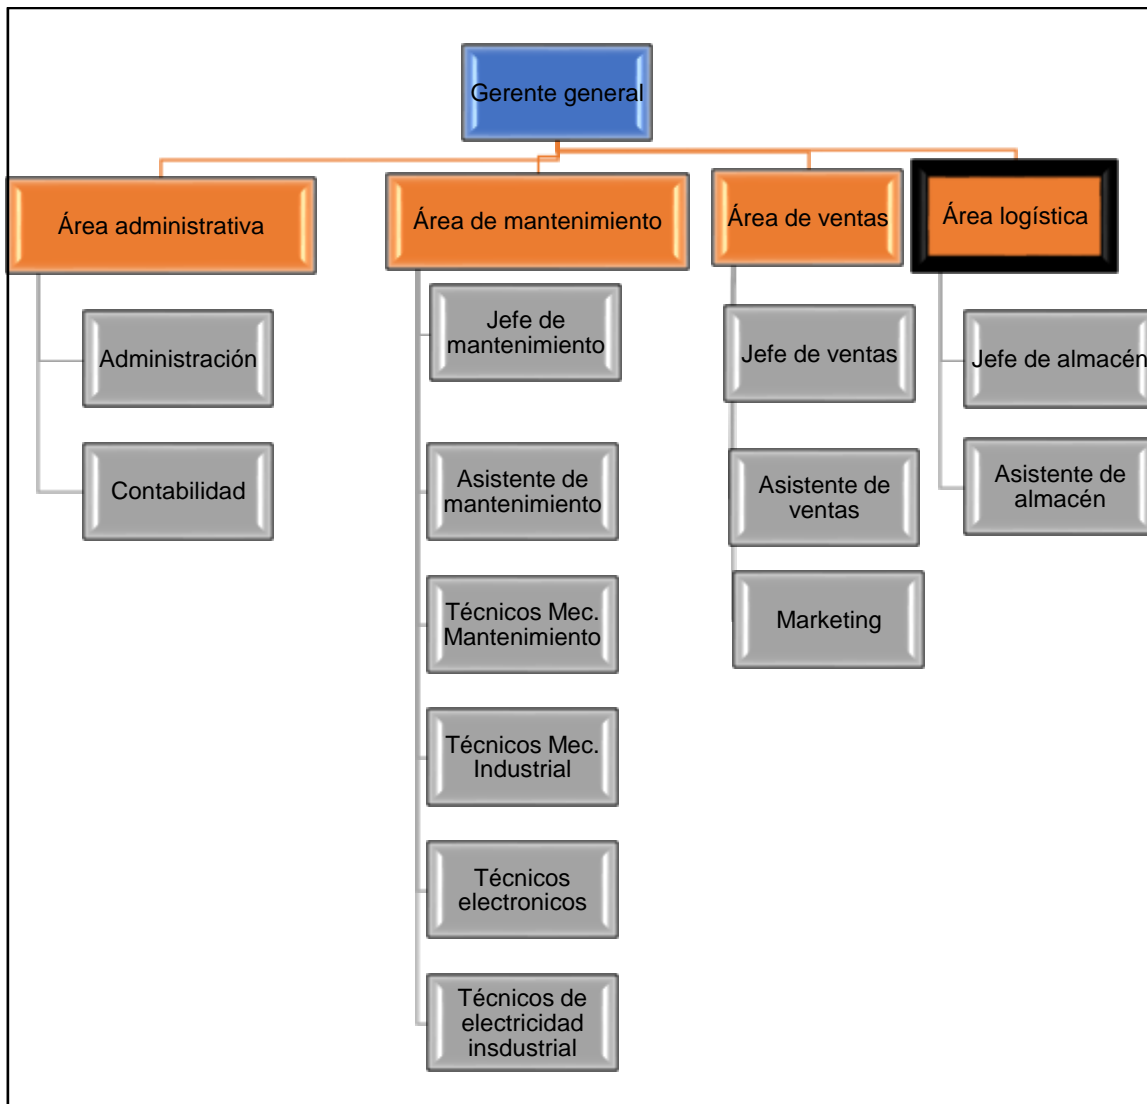 Gerente general
Área administrativa
Área de mantenimiento
Área de ventas
Área logística
Administración
Contabilidad
Jefe de
mantenimiento
Asistente de
mantenimiento
Técnicos Mec.
Mantenimiento
Técnicos Mec.
Industrial
Técnicos
electronicos
Técnicos de
electricidad
insdustrial
Jefe de ventas
Asistente de
ventas
Marketing
Jefe de almacén
Asistente de
almacén